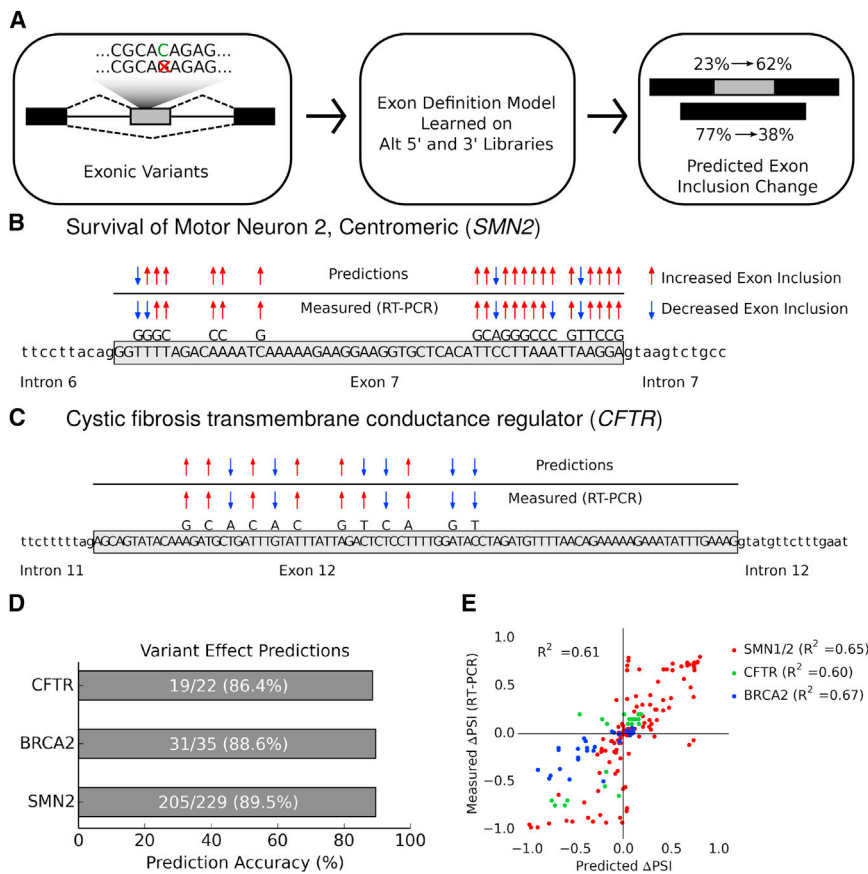 A
...CGCACAGAG...
...CGCA AGAG...
Exonic Variants
Exon Definition Model
Learned on
Alt 5' and 3' Libraries
23%→62%
77%→38%
Predicted Exon
Inclusion Change
B Survival of Motor Neuron 2, Centromeric (SMN2)
Predictions
Increased Exon Inclusion
Measured (RT-PCR)
Decreased Exon Inclusion
GGGC CC G GCAGGGCCC GTTCCG
ttccttacagGGTTTTAGACAAAATCAAAAAGAAGGAAGGTGCTCACATTCCTTAAATTAAGGAgtaagtctgcc
Intron 6 Exon 7 Intron 7
C Cystic fibrosis transmembrane conductance regulator (CFTR)
Predictions
Measured (RT-PCR)
G C A C A C G T C A G T
ttctttttagAGCAGTATACAAAGATGCTGATTTGTATTTATTAGACTCTCCTTTTGGATACCTAGATGTTTTAACAGAAAAAGAAATATTTGAAAGgtatgttctttgaat
Intron 11 Exon 12 Intron 12
D
Variant Effect Predictions
CFTR 19/22 (86.4%)
BRCA2 31/35 (88.6%)
SMN2 205/229 (89.5%)
0 20 40 60 80 100
Prediction Accuracy (%)
E
Measured ΔPSI (RT-PCR)
1.0
0.5
0.0
−0.5
−1.0
R² =0.61
SMN1/2 (R² =0.65)
CFTR (R² =0.60)
BRCA2 (R² =0.67)
−1.0 −0.5 0.0 0.5 1.0
Predicted ΔPSI